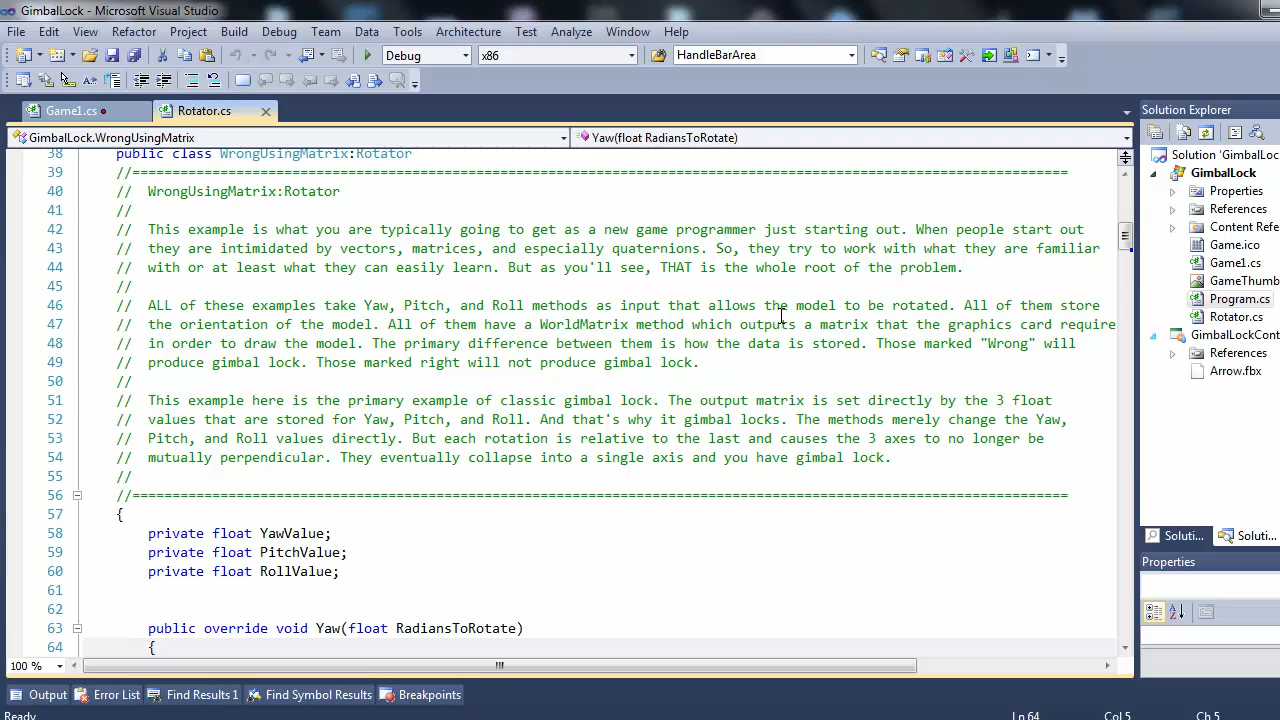 GimbalLock - Microsoft Visual Studio
File Edit View Refactor Project Build Debug Team Data Tools Architecture Test Analyze Window Help
Debug x86 HandleBarArea
Game1.cs Rotator.cs Solution Explorer
GimbalLock.WrongUsingMatrix Yaw(float RadiansToRotate)
38 public class WrongUsingMatrix:Rotator
39 //=====================================================================================================================
40 // WrongUsingMatrix:Rotator
41 //
42 // This example is what you are typically going to get as a new game programmer just starting out. When people start out
43 // they are intimidated by vectors, matrices, and especially quaternions. So, they try to work with what they are familiar
44 // with or at least what they can easily learn. But as you'll see, THAT is the whole root of the problem.
45 //
46 // ALL of these examples take Yaw, Pitch, and Roll methods as input that allows the model to be rotated. All of them store
47 // the orientation of the model. All of them have a WorldMatrix method which outputs a matrix that the graphics card require
48 // in order to draw the model. The primary difference between them is how the data is stored. Those marked "Wrong" will
49 // produce gimbal lock. Those marked right will not produce gimbal lock.
50 //
51 // This example here is the primary example of classic gimbal lock. The output matrix is set directly by the 3 float
52 // values that are stored for Yaw, Pitch, and Roll. And that's why it gimbal locks. The methods merely change the Yaw,
53 // Pitch, and Roll values directly. But each rotation is relative to the last and causes the 3 axes to no longer be
54 // mutually perpendicular. They eventually collapse into a single axis and you have gimbal lock.
55 //
56 //=====================================================================================================================
57 {
58 private float YawValue;
59 private float PitchValue;
60 private float RollValue;
61
62
63 public override void Yaw(float RadiansToRotate)
64 {
100 %
Solution 'GimbalLoc
GimbalLock
Properties
References
Content Refe
Game.ico
Game1.cs
GameThumb
Program.cs
Rotator.cs
GimbalLockCont
References
Arrow.fbx
Soluti... Soluti...
Properties
Output Error List Find Results 1 Find Symbol Results Breakpoints
Ready Ln 64 Col 5 Ch 5